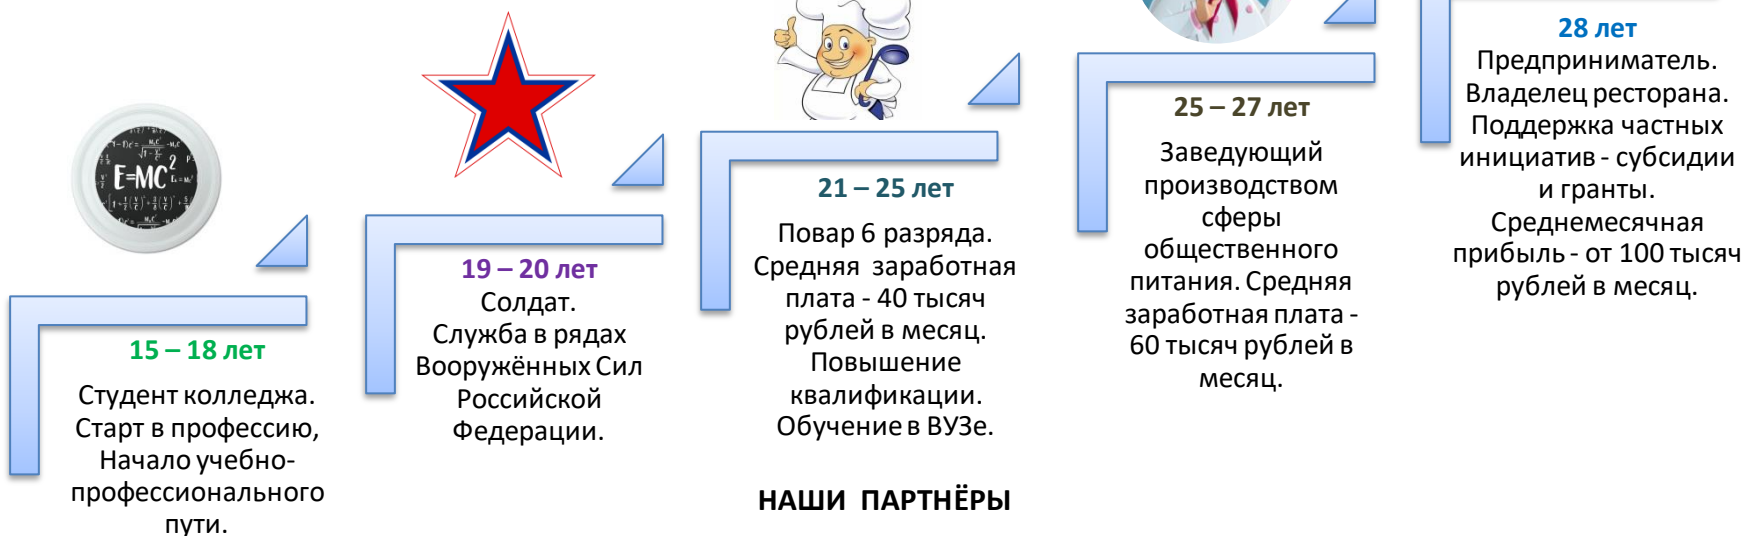 E=MC²
15 – 18 лет
Студент колледжа.
Старт в профессию,
Начало учебно-
профессионального
пути.
19 – 20 лет
Солдат.
Служба в рядах
Вооружённых Сил
Российской
Федерации.
21 – 25 лет
Повар 6 разряда.
Средняя заработная
плата - 40 тысяч
рублей в месяц.
Повышение
квалификации.
Обучение в ВУЗе.
25 – 27 лет
Заведующий
производством
сферы
общественного
питания. Средняя
заработная плата -
60 тысяч рублей в
месяц.
28 лет
Предприниматель.
Владелец ресторана.
Поддержка частных
инициатив - субсидии
и гранты.
Среднемесячная
прибыль - от 100 тысяч
рублей в месяц.
НАШИ ПАРТНЁРЫ